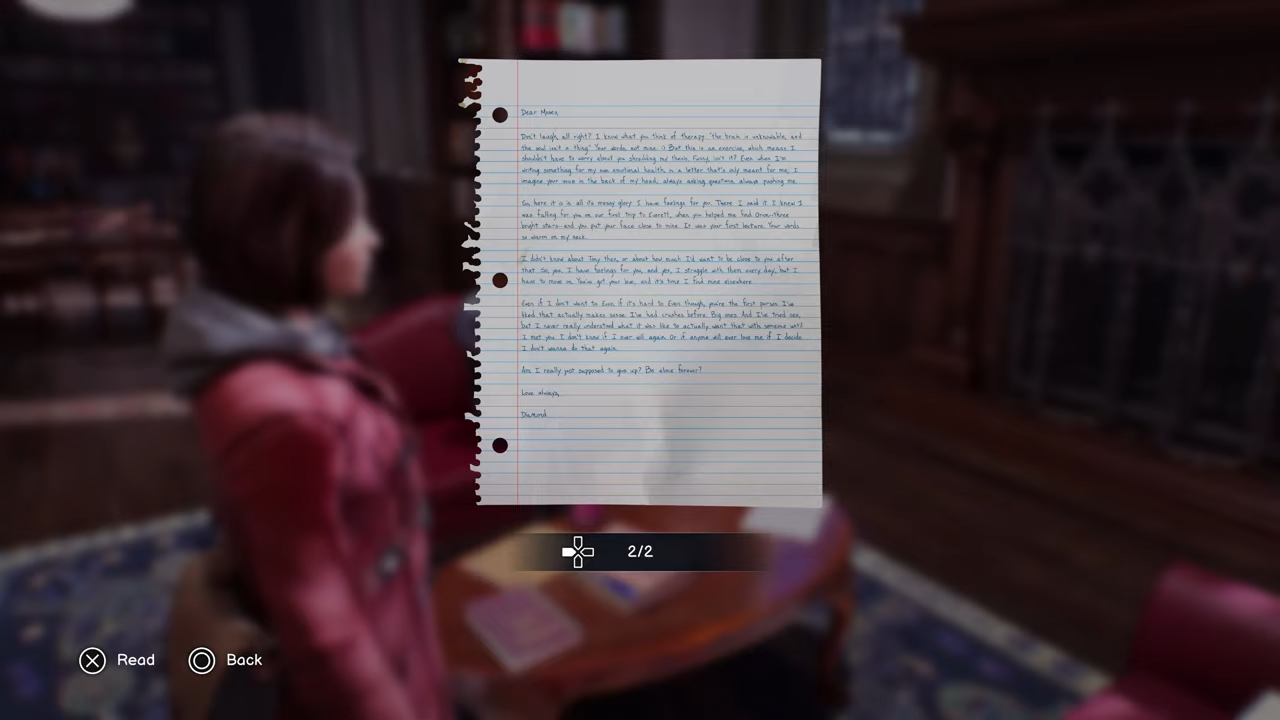 Dear Moses,
Don't laugh, all right? I know what you think of therapy. "the brain is unknowable, and
the soul isn't a thing." Your words, not mine. :) But this is an exercise, which means I
shouldn't have to worry about you shredding my thesis. Funny, isn't it? Even when I'm
writing something for my own emotional health, in a letter that's only meant for me, I
imagine your voice in the back of my head, always asking questions, always pushing me.
So, here it is in all its messy glory: I have feelings for you. There. I said it. I knew I
was falling for you on our first trip to Everett, when you helped me find Orion--three
bright stars--and you put your face close to mine. It was your first lecture. Your words
so warm on my neck.
I didn't know about Tiny then, or about how much I'd want to be close to you after
that. So, yes, I have feelings for you, and yes, I struggle with them every day, but I
have to move on. You've got your love, and it's time I find mine elsewhere.
Even if I don't want to. Even if it's hard to. Even though, you're the first person I've
liked that actually makes sense. I've had crushes before. Big ones. And I've tried sex,
but I never really understood what it was like to actually want that with someone until
I met you. I don't know if I ever will again. Or if anyone will ever love me if I decide
I don't wanna do that again.
Am I really just supposed to give up? Be alone forever?
Love always,
Diamond
2/2
Read Back